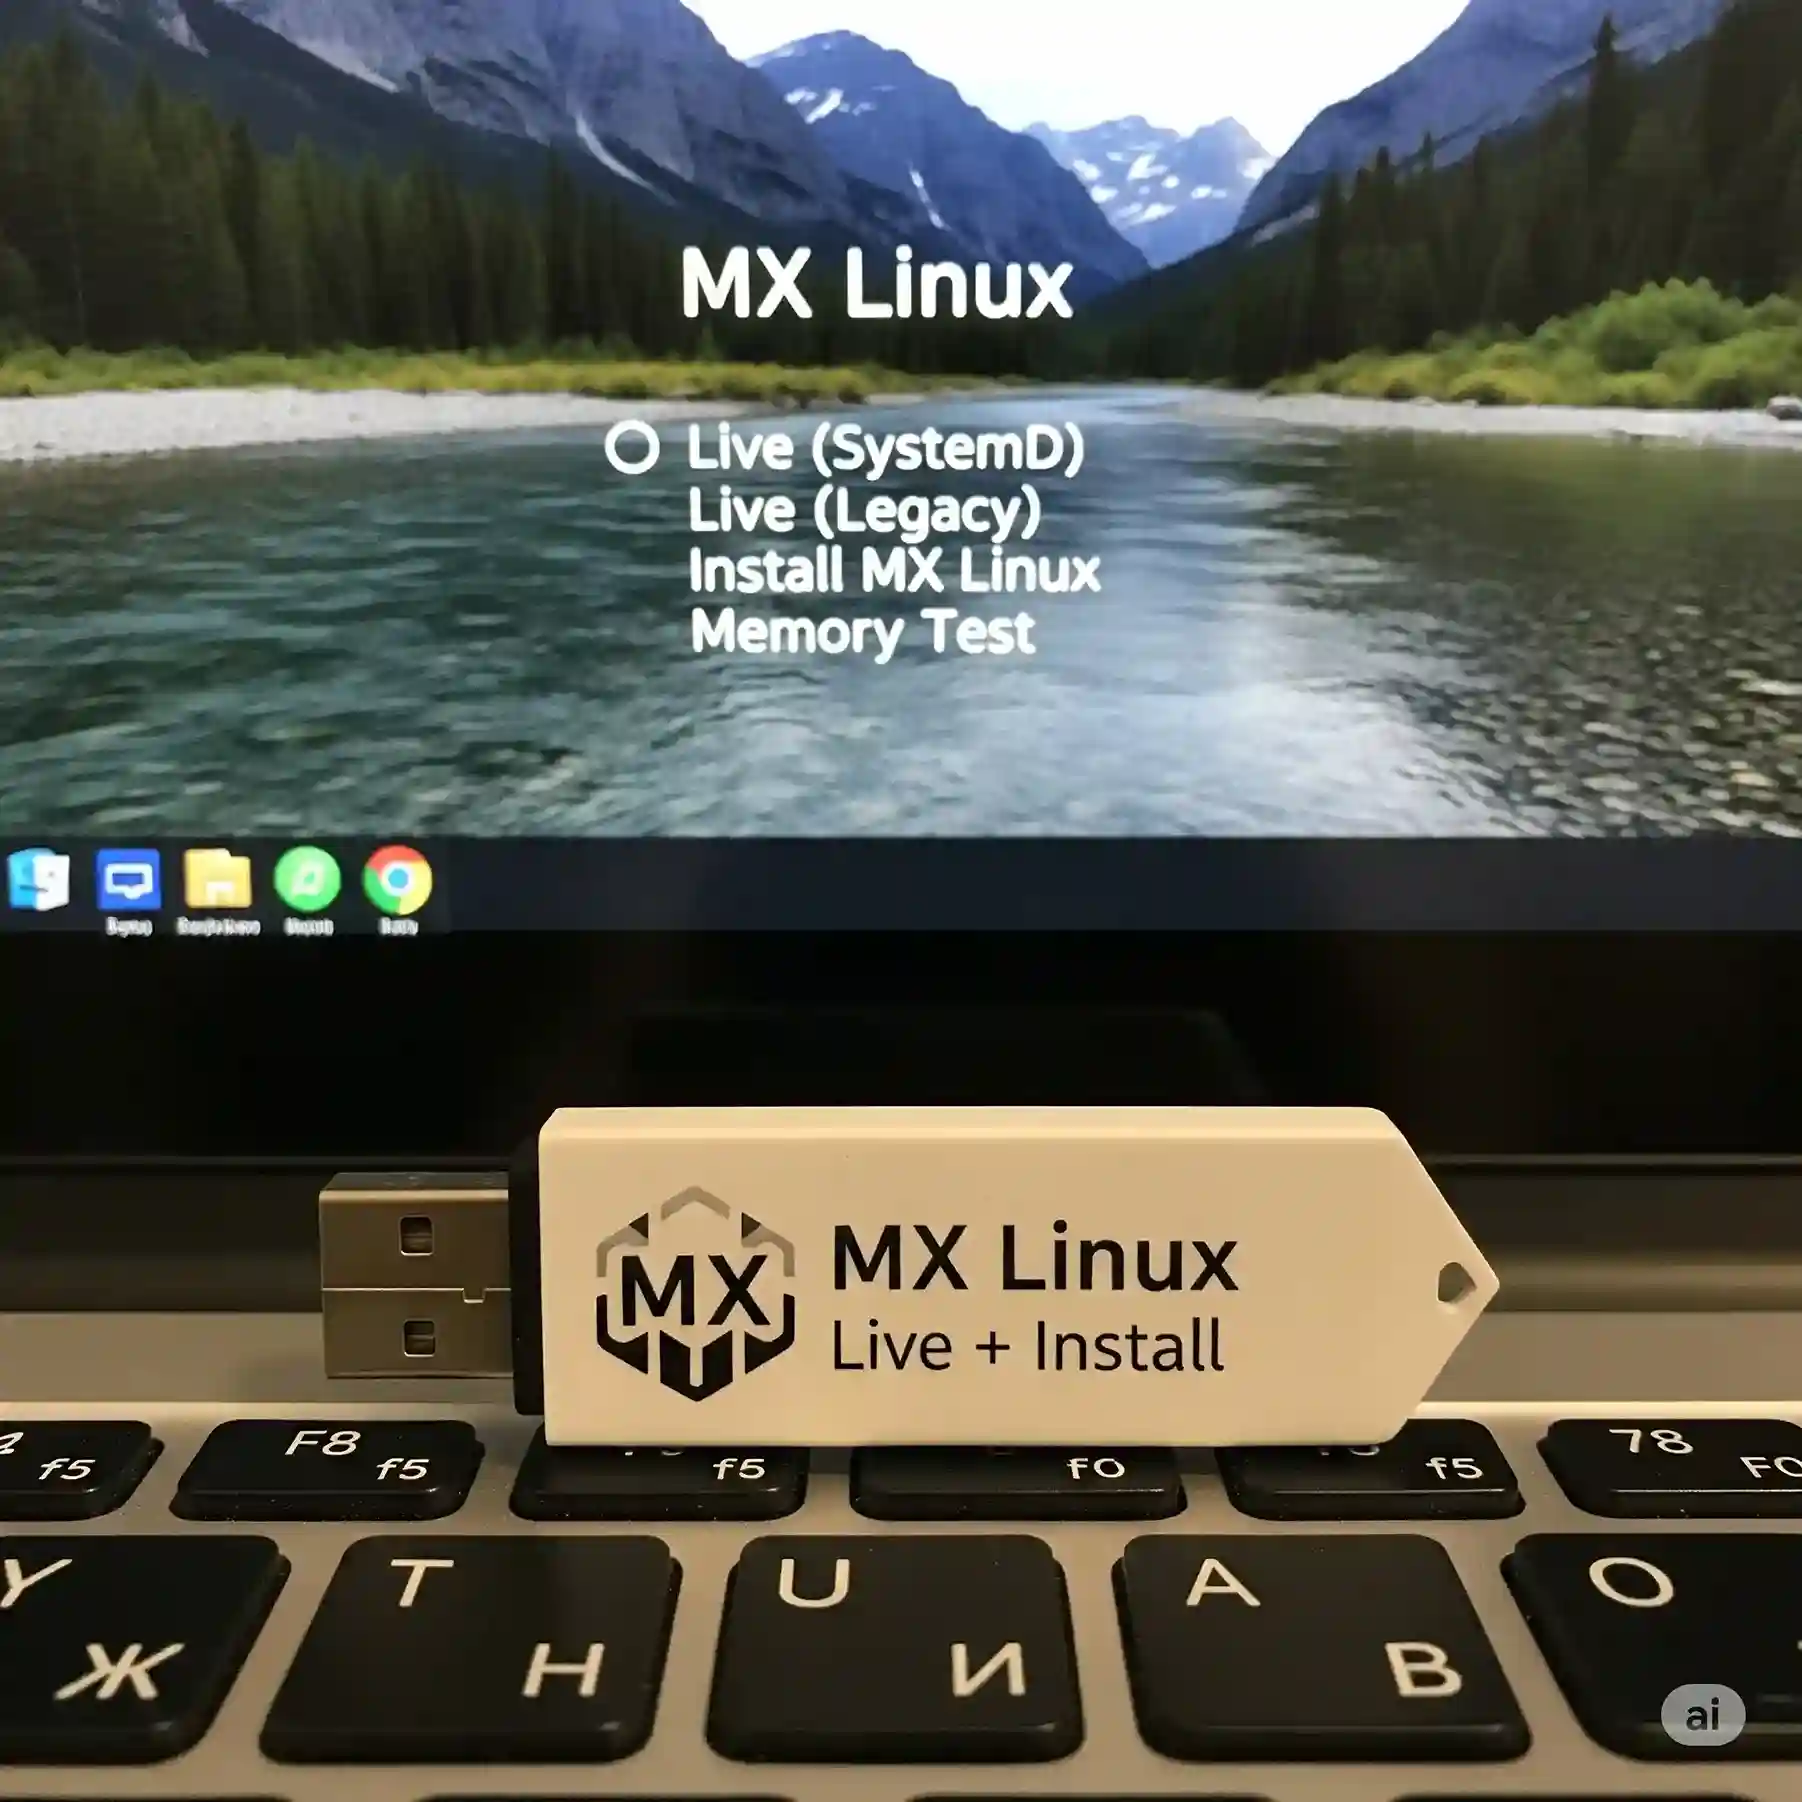 MX Linux
Live (SystemD)
Live (Legacy)
Install MX Linux
Memory Test
MX
MX Linux
Live + Install
f5
F8
f5
f5
f0
f5
78
F0
Y
Ж
T
H
U
И
A
B
O
ai